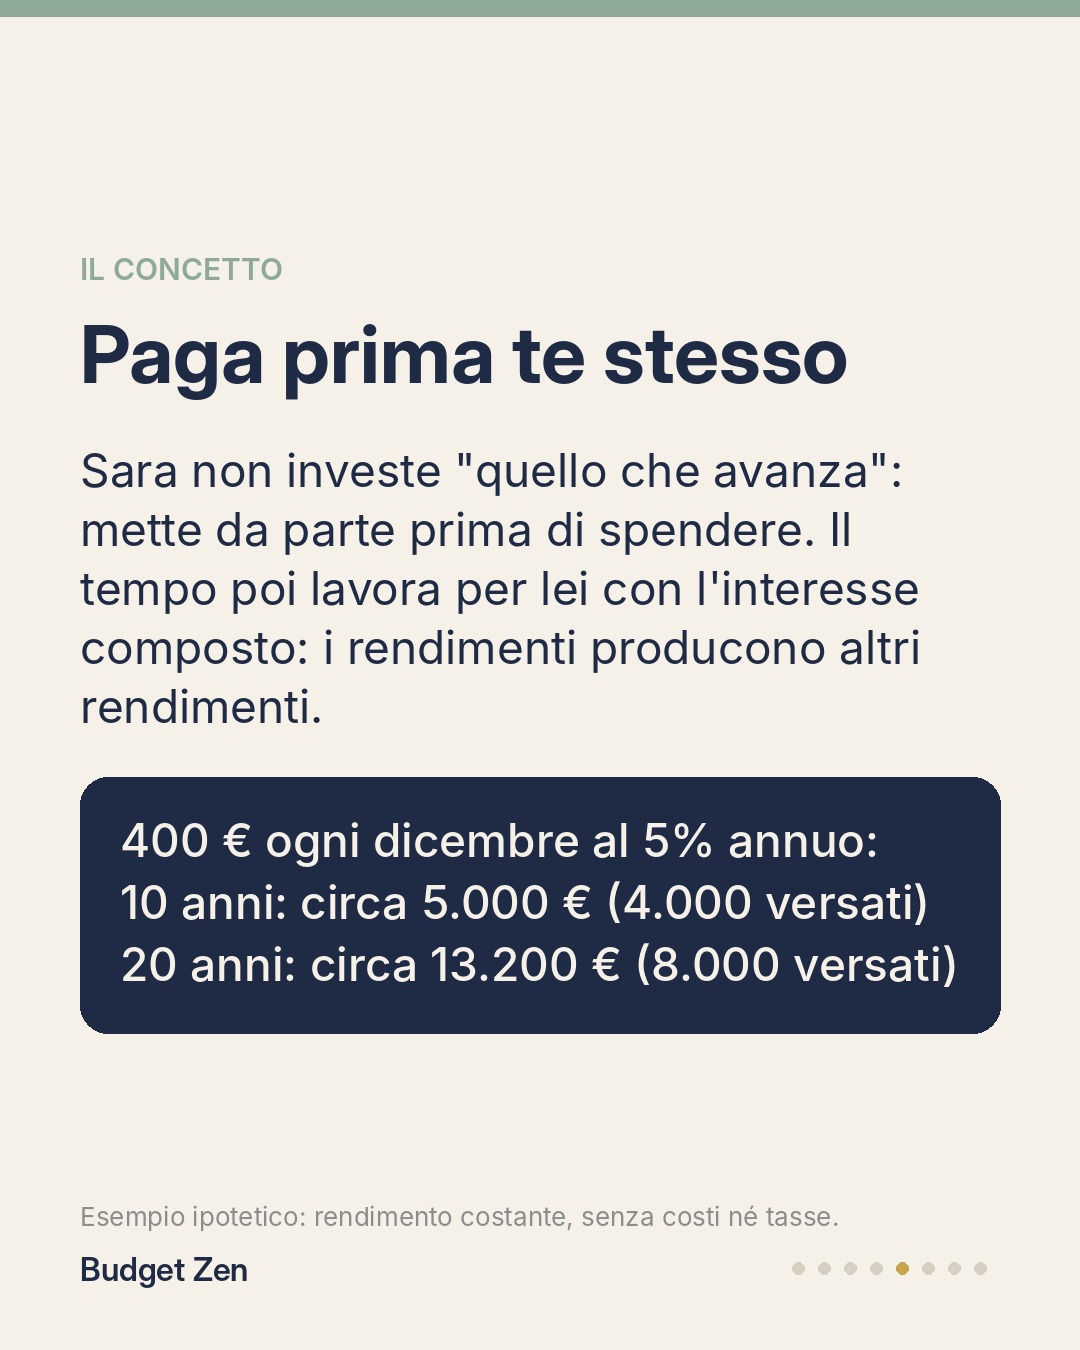 IL CONCETTO
Paga prima te stesso
Sara non investe "quello che avanza":
mette da parte prima di spendere. Il
tempo poi lavora per lei con l'interesse
composto: i rendimenti producono altri
rendimenti.
400 € ogni dicembre al 5% annuo:
10 anni: circa 5.000 € (4.000 versati)
20 anni: circa 13.200 € (8.000 versati)
Esempio ipotetico: rendimento costante, senza costi né tasse.
Budget Zen